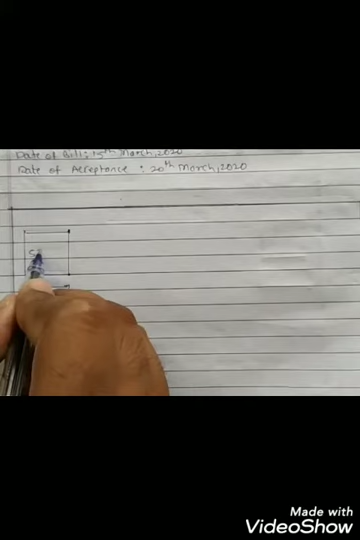 Date of Bill : 15th March, 2020
Date of Acceptance : 20th March, 2020
Made with
VideoShow